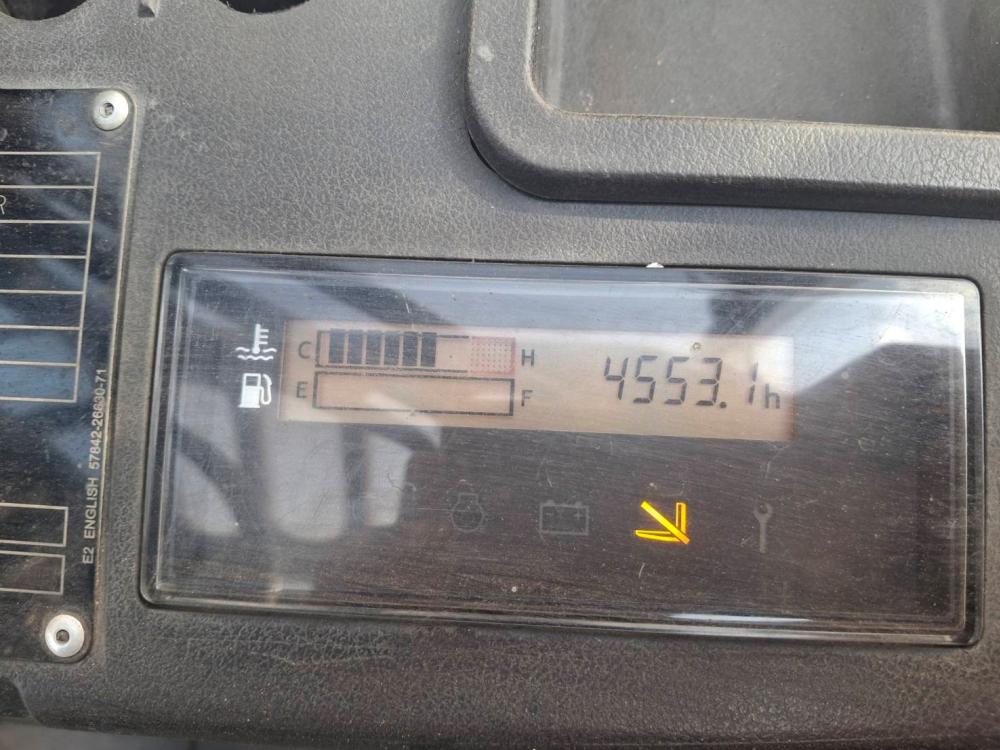 R
C H 4553.1h
E F
E2 ENGLISH 57842-26630-71